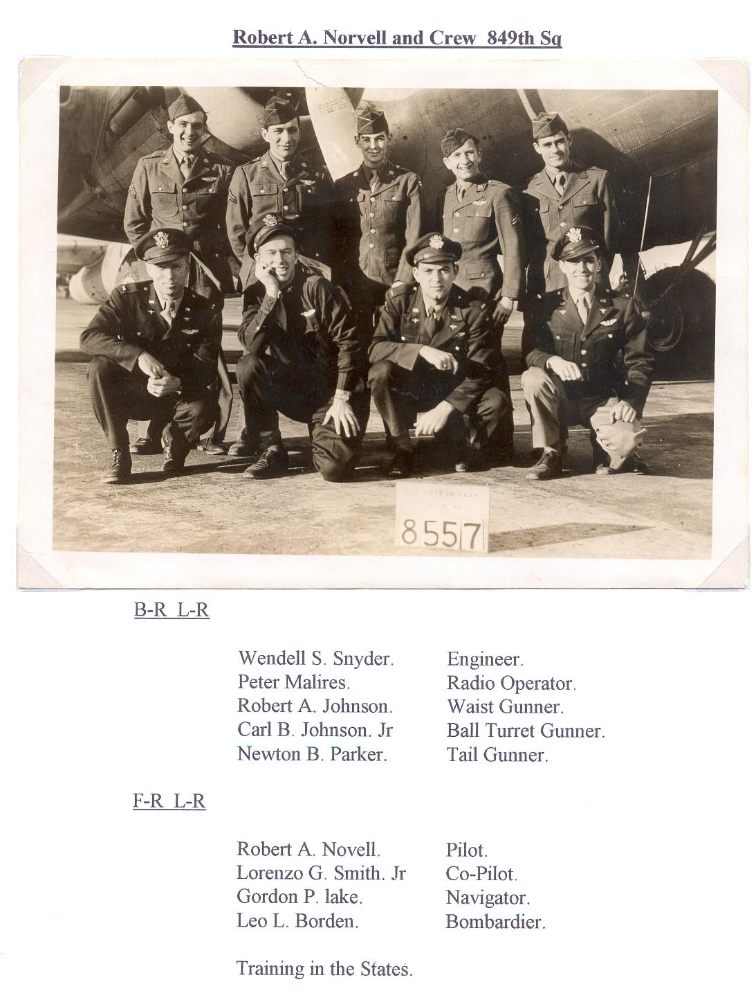 Robert A. Norvell and Crew 849th Sq
8557
B-R L-R
Wendell S. Snyder. Engineer.
Peter Malires. Radio Operator.
Robert A. Johnson. Waist Gunner.
Carl B. Johnson. Jr Ball Turret Gunner.
Newton B. Parker. Tail Gunner.
F-R L-R
Robert A. Novell. Pilot.
Lorenzo G. Smith. Jr Co-Pilot.
Gordon P. lake. Navigator.
Leo L. Borden. Bombardier.
Training in the States.